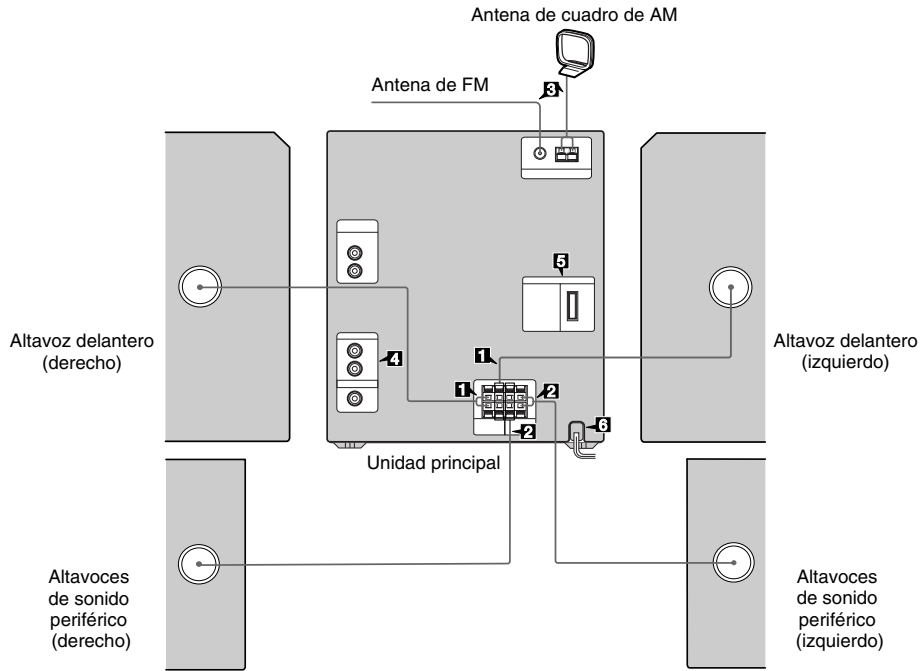 Antena de cuadro de AM
Antena de FM
3
5
Altavoz delantero
(derecho)
4
1
Altavoz delantero
(izquierdo)
1
2
2
6
Unidad principal
Altavoces
de sonido
periférico
(derecho)
Altavoces
de sonido
periférico
(izquierdo)